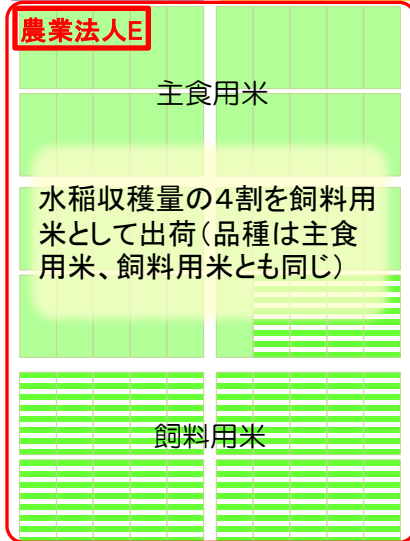 農業法人E
主食用米
水稲収穫量の4割を飼料用
米として出荷(品種は主食
用米、飼料用米とも同じ)
飼料用米